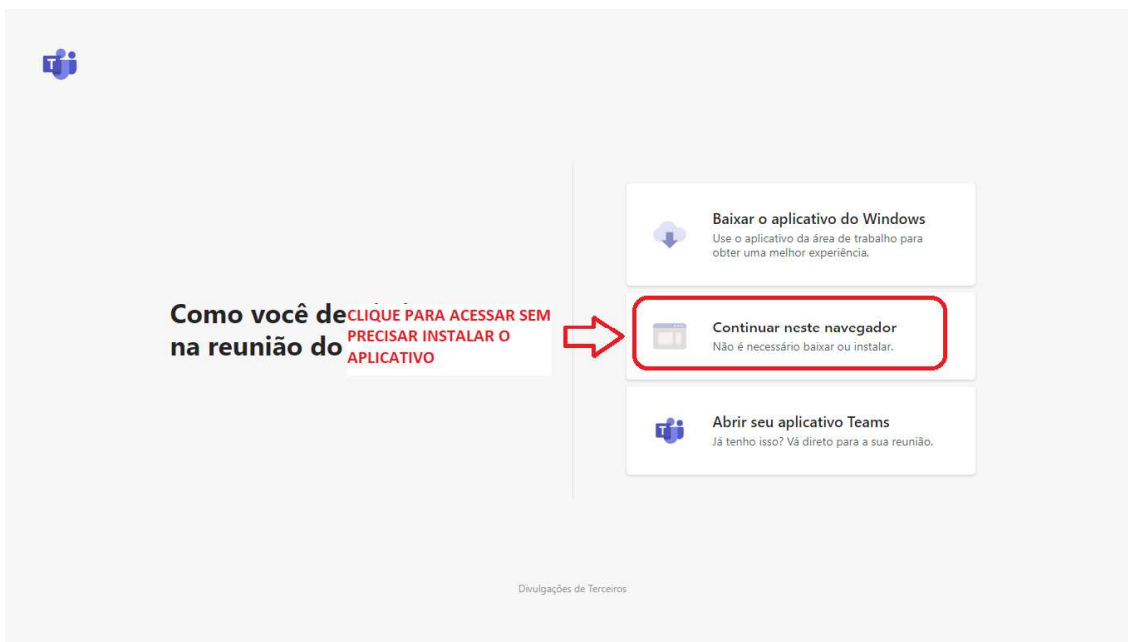 Como você de
na reunião do
CLIQUE PARA ACESSAR SEM
PRECISAR INSTALAR O
APLICATIVO
Baixar o aplicativo do Windows
Use o aplicativo da área de trabalho para
obter uma melhor experiência.
Continuar neste navegador
Não é necessário baixar ou instalar.
Abrir seu aplicativo Teams
Já tenho isso? Vá direto para a sua reunião.
Divulgações de Terceiros